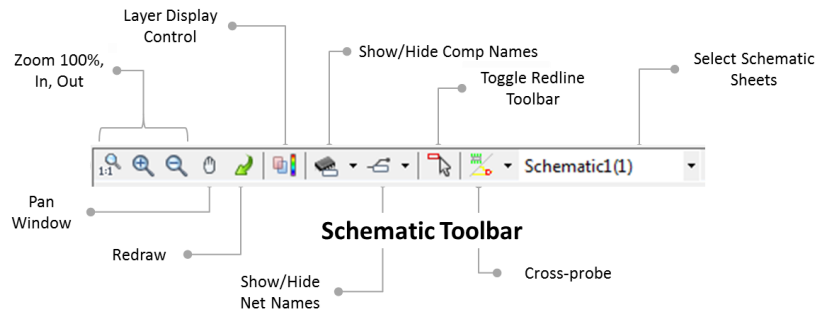 Layer Display
Control
Zoom 100%,
In, Out
Show/Hide Comp Names
Toggle Redline
Toolbar
Select Schematic
Sheets
1:1
Schematic1(1)
Pan
Window
Redraw
Schematic Toolbar
Show/Hide
Net Names
Cross-probe